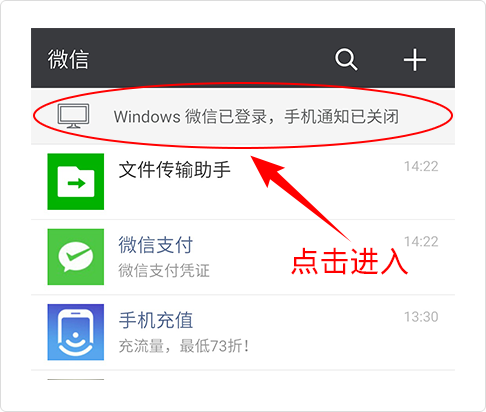 微信
Windows 微信已登录，手机通知已关闭
文件传输助手 14:22
微信支付 14:22
微信支付凭证
点击进入
手机充值 13:30
充流量，最低73折！